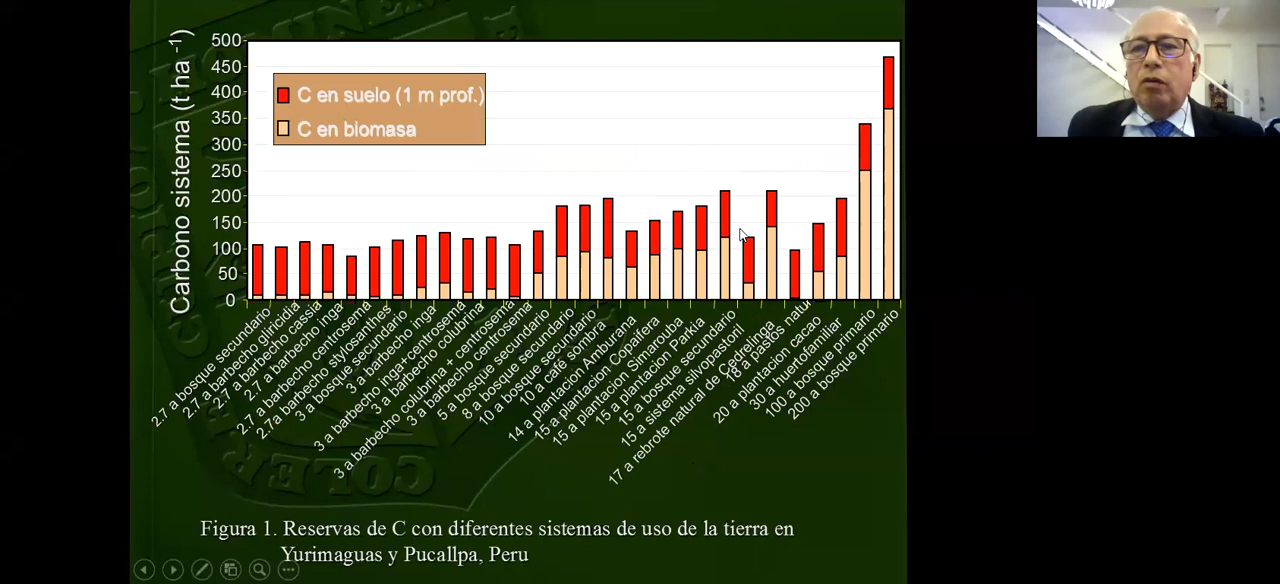 Carbono sistema (t ha -1)
500
450
400
350
300
250
200
150
100
50
0
C en suelo (1 m prof.)
C en biomasa
2.7 a bosque secundario
2.7 a barbecho gliricidia
2.7 a barbecho cassia
2.7 a barbecho inga
2.7 a barbecho centrosema
2.7a barbecho stylosanthes
3 a bosque secundario
3 a barbecho inga
3 a barbecho inga+centrosema
3 a barbecho colubrina
3 a barbecho colubrina + centrosema
3 a barbecho centrosema
5 a bosque secundario
8 a bosque secundario
10 a bosque secundario
10 a café sombra
14 a plantacion Amburana
15 a plantacion Copaifera
15 a plantacion Simarouba
15 a plantacion Parkia
15 a bosque secundario
15 a sistema silvopastoril
17 a rebrote natural de Cedrelinga
18 a pastos natur
20 a plantacion cacao
30 a huertofamiliar
100 a bosque primario
200 a bosque primario
Figura 1. Reservas de C con diferentes sistemas de uso de la tierra en
Yurimaguas y Pucallpa, Peru